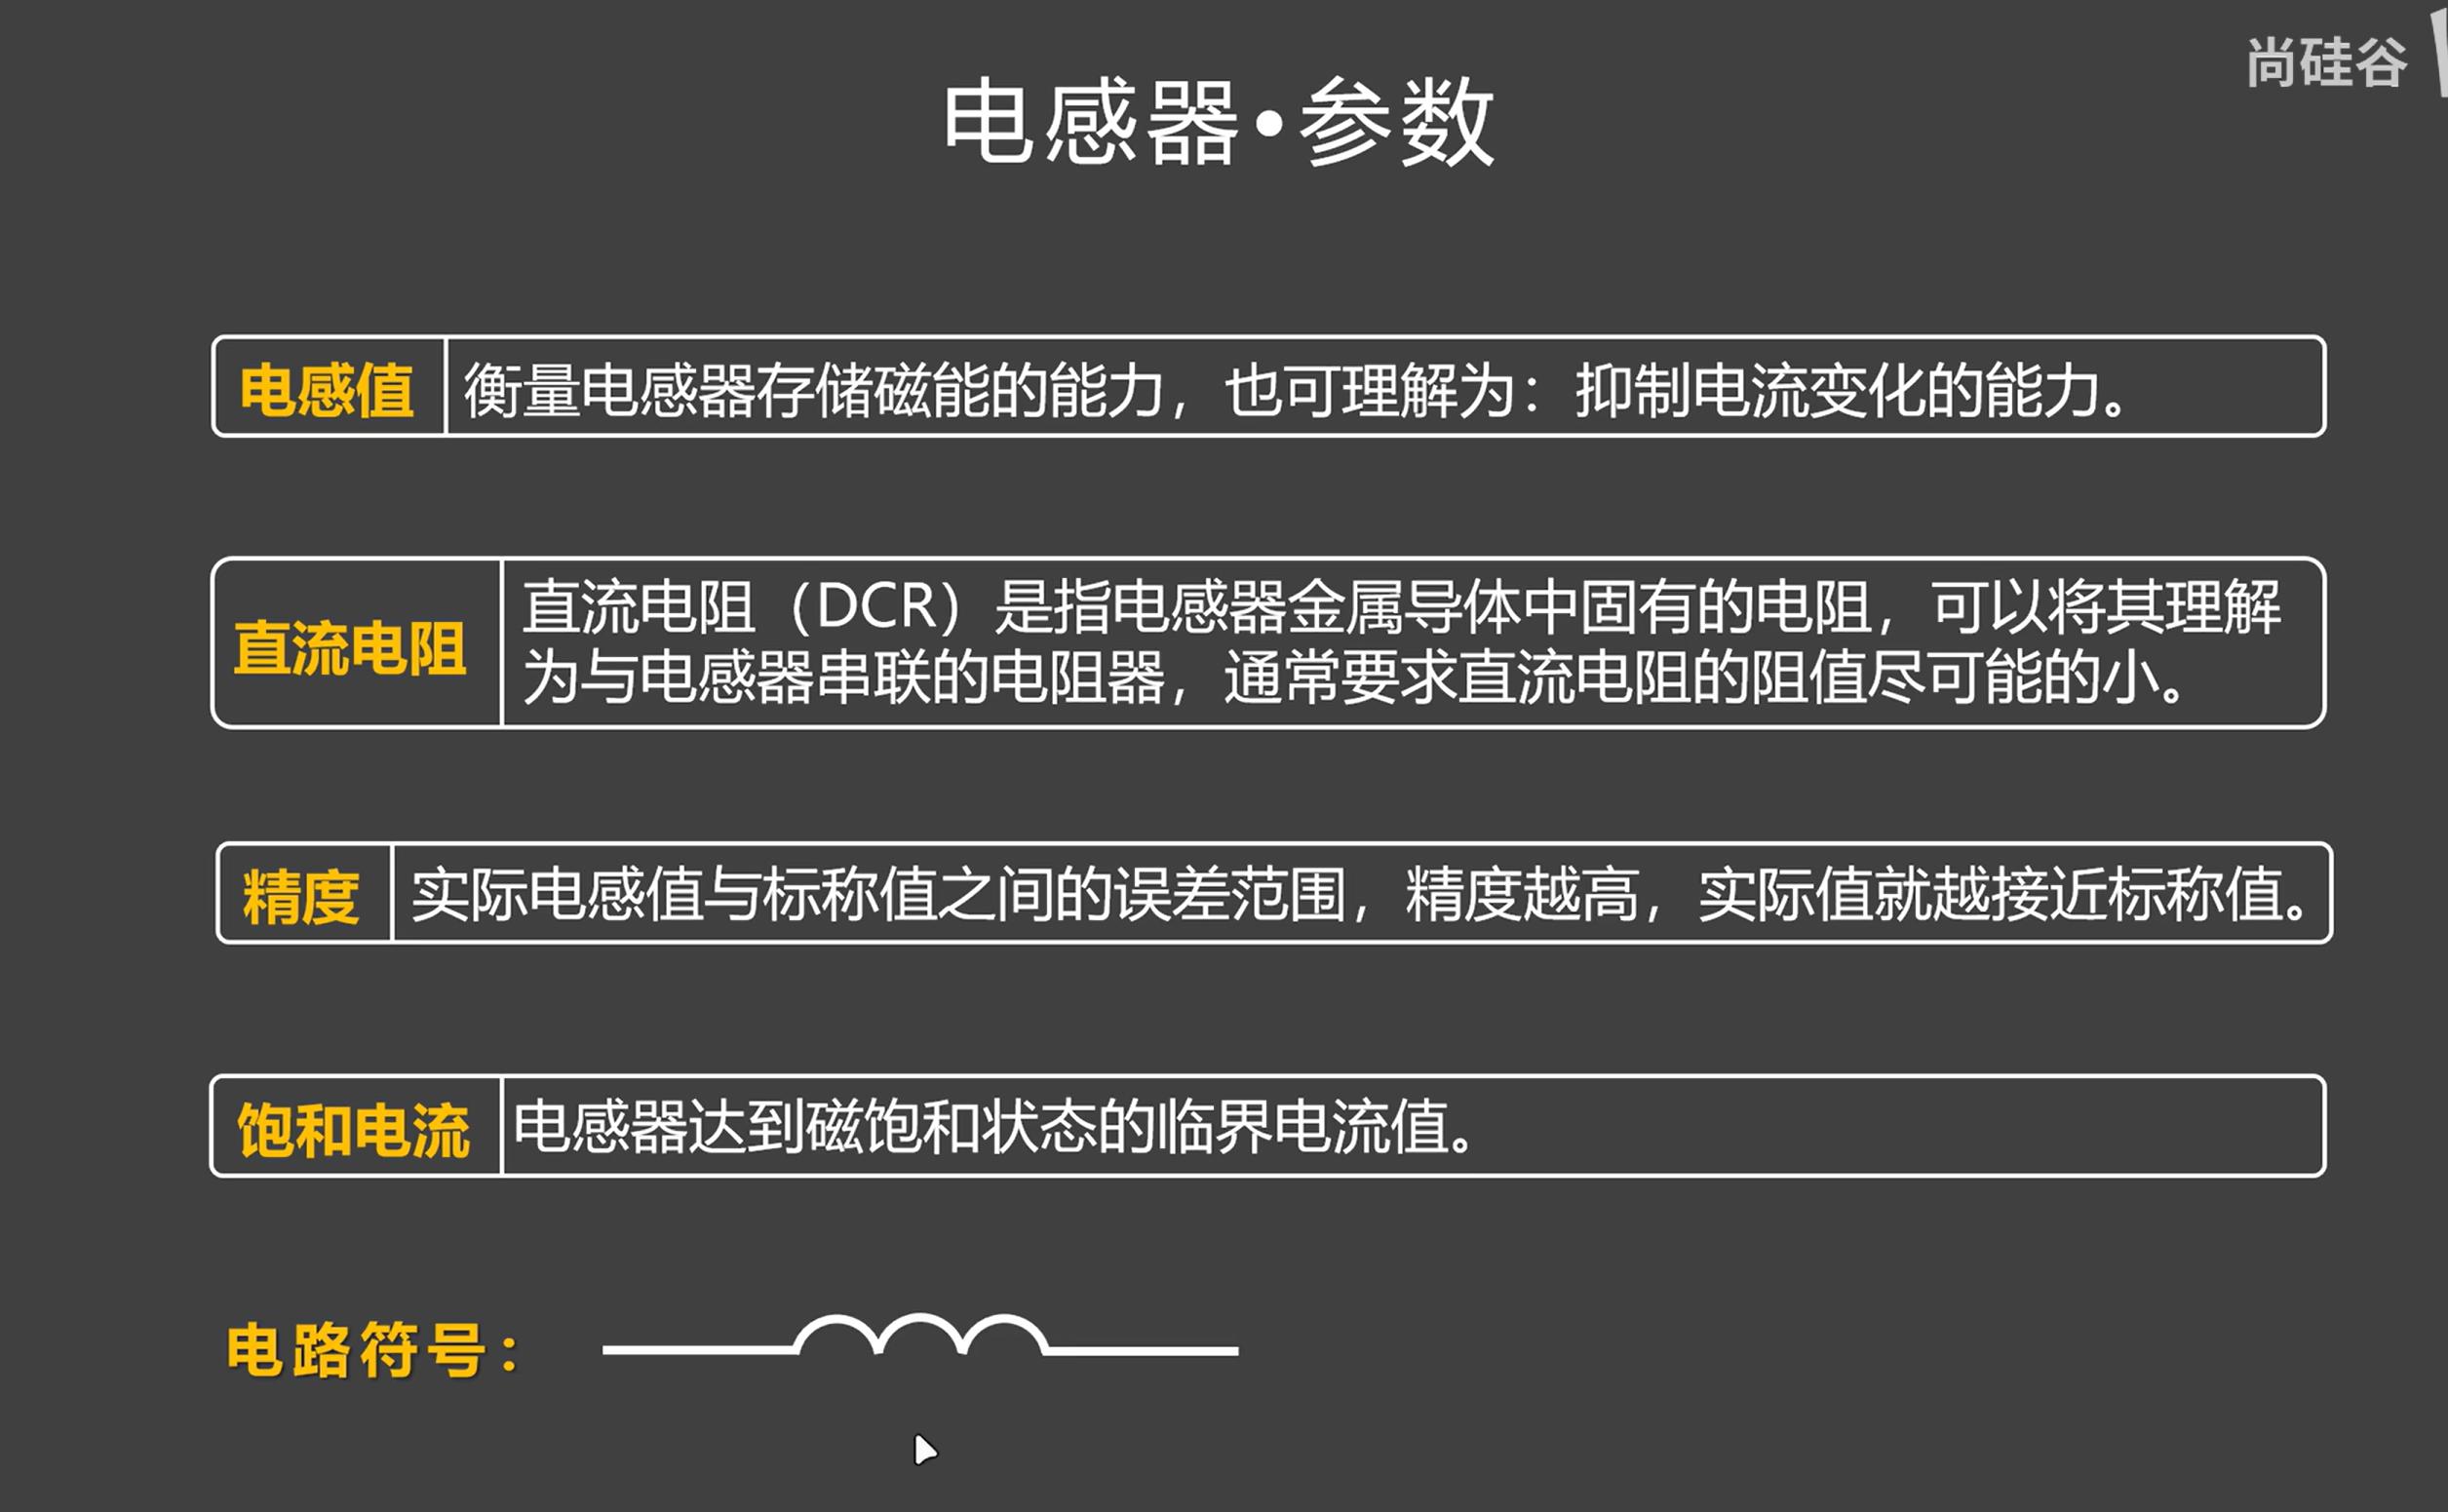 尚硅谷
电感器•参数
电感值
衡量电感器存储磁能的能力，也可理解为：抑制电流变化的能力。
直流电阻
直流电阻（DCR）是指电感器金属导体中固有的电阻，可以将其理解
为与电感器串联的电阻器，通常要求直流电阻的阻值尽可能的小。
精度
实际电感值与标称值之间的误差范围，精度越高，实际值就越接近标称值。
饱和电流
电感器达到磁饱和状态的临界电流值。
电路符号：